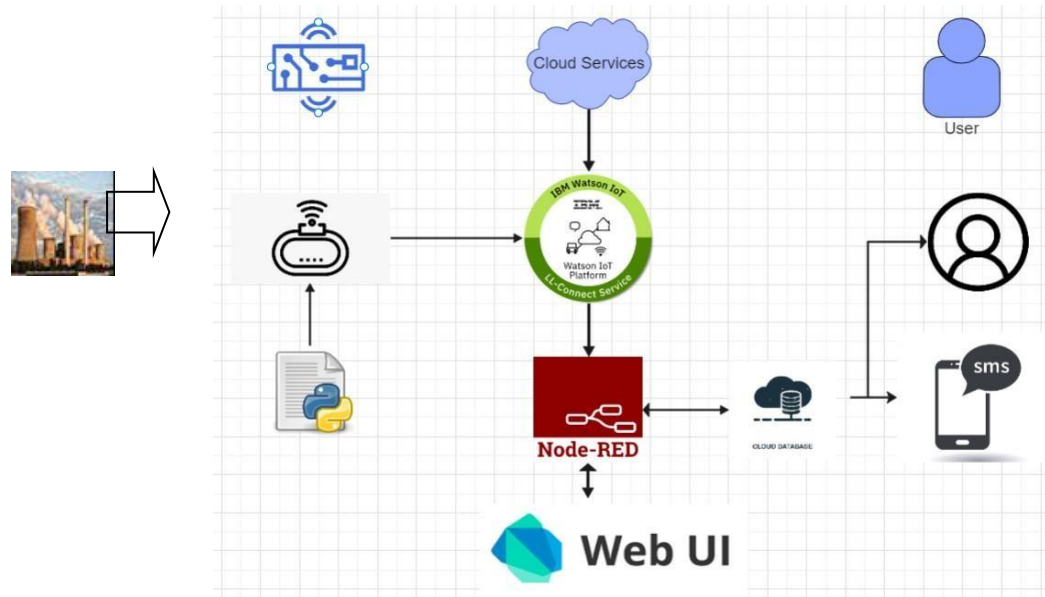 Cloud Services
User
IBM Watson IoT
IBM
Watson IoT
Platform
LL-Connect Service
sms
Node-RED
CLOUD DATABASE
Web UI